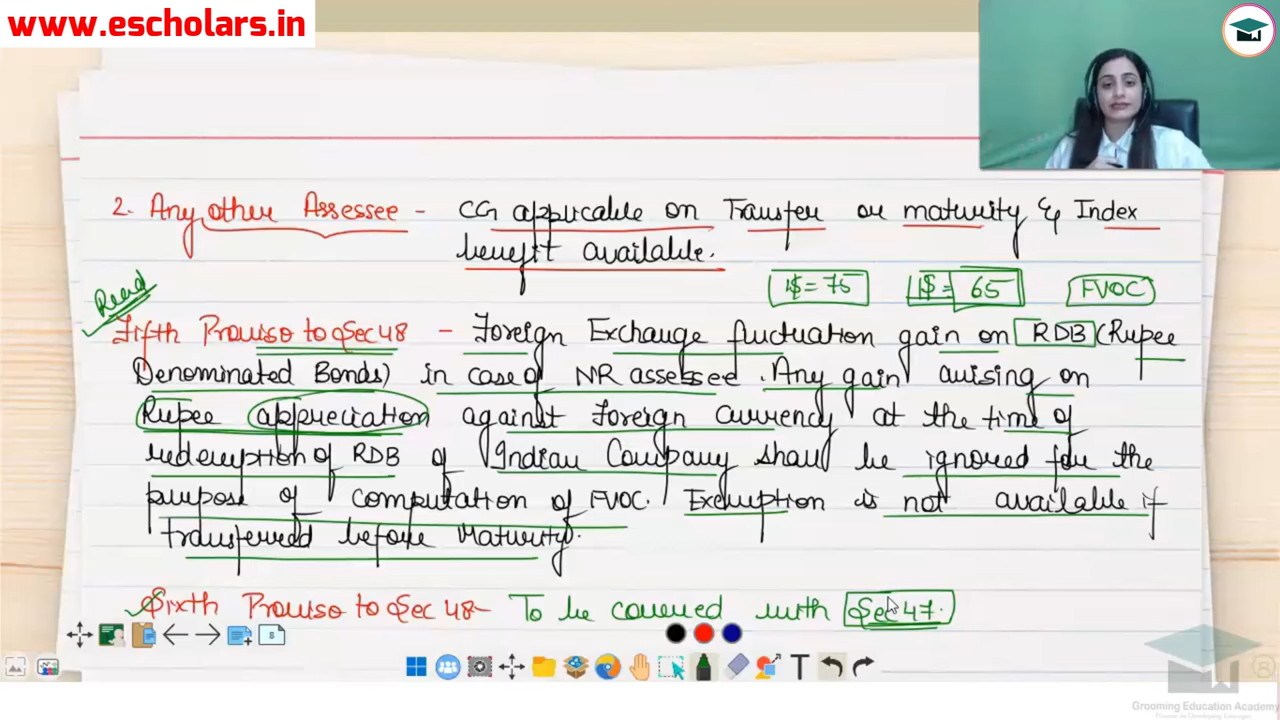 www.escholars.in
2. Any other Assessee - CG applicable on Transfer or maturity & Index
benefit available.
Read
1$ = 75 1$ = 65 FVOC
Fifth Proviso to Sec 48 - Foreign Exchange fluctuation gain on RDB (Rupee
Denominated Bonds) in case of NR assessee. Any gain arising on
Rupee appreciation against Foreign Currency at the time of
redemption of RDB of Indian Company shall be ignored for the
purpose of computation of FVOC. Exemption is not available if
transferred before Maturity.
Sixth Proviso to Sec 48 - To be covered with Sec 47.
8
T
Grooming Education Academy